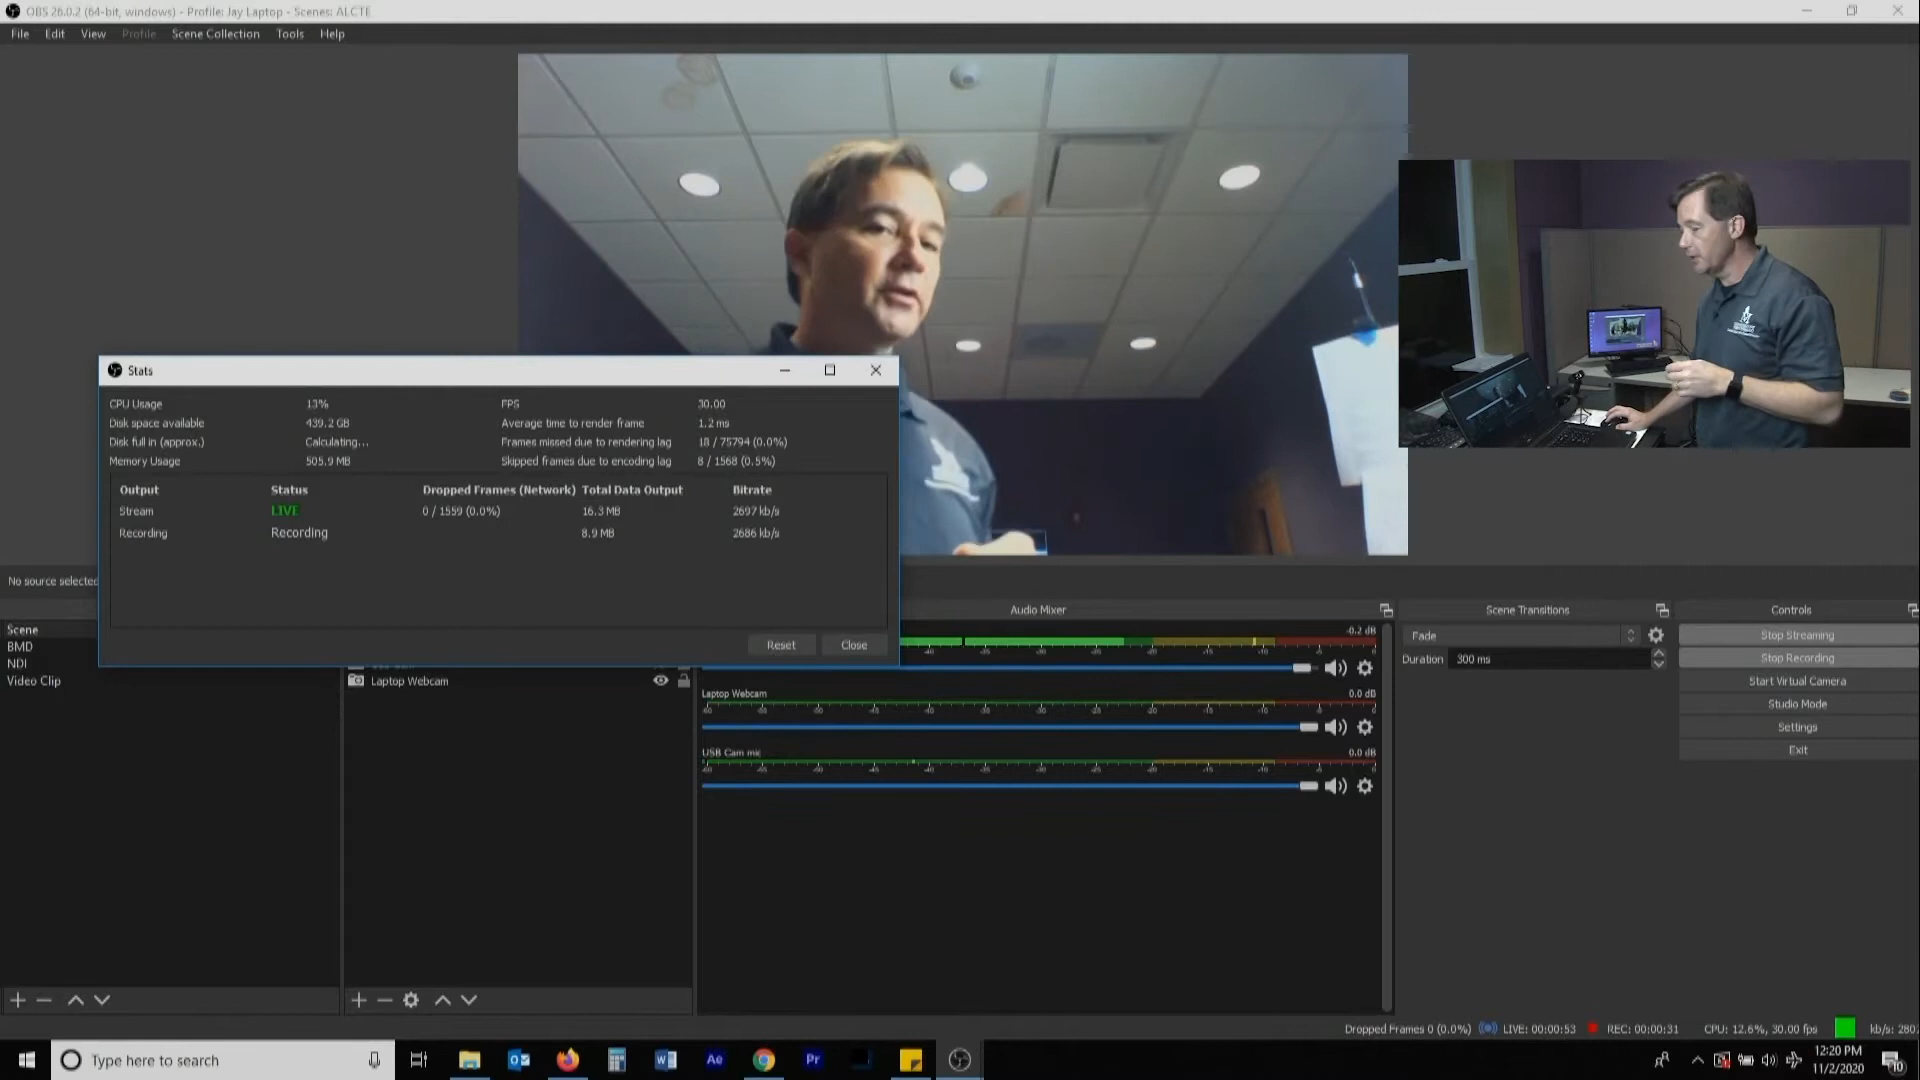 OBS 26.0.2 (64-bit, windows) - Profile: Jay Laptop - Scenes: ALCTE
File Edit View Profile Scene Collection Tools Help
Stats
CPU Usage 13% FPS 30.00
Disk space available 439.2 GB Average time to render frame 1.2 ms
Disk full in (approx.) Calculating... Frames missed due to rendering lag 18 / 75794 (0.0%)
Memory Usage 505.9 MB Skipped frames due to encoding lag 8 / 1568 (0.5%)
Output Status Dropped Frames (Network) Total Data Output Bitrate
Stream LIVE 0 / 1559 (0.0%) 16.3 MB 2697 kb/s
Recording Recording 8.9 MB 2686 kb/s
Reset Close
No source selected
Scene
BMD
NDI
Video Clip
Laptop Webcam
Audio Mixer
-0.2 dB
Laptop Webcam 0.0 dB
USB Cam mic 0.0 dB
Scene Transitions
Fade
Duration 300 ms
Controls
Stop Streaming
Stop Recording
Start Virtual Camera
Studio Mode
Settings
Exit
Dropped Frames 0 (0.0%) LIVE: 00:00:53 REC: 00:00:31 CPU: 12.6%, 30.00 fps kb/s: 280
Type here to search
Ae
Pr
12:20 PM
11/2/2020
10